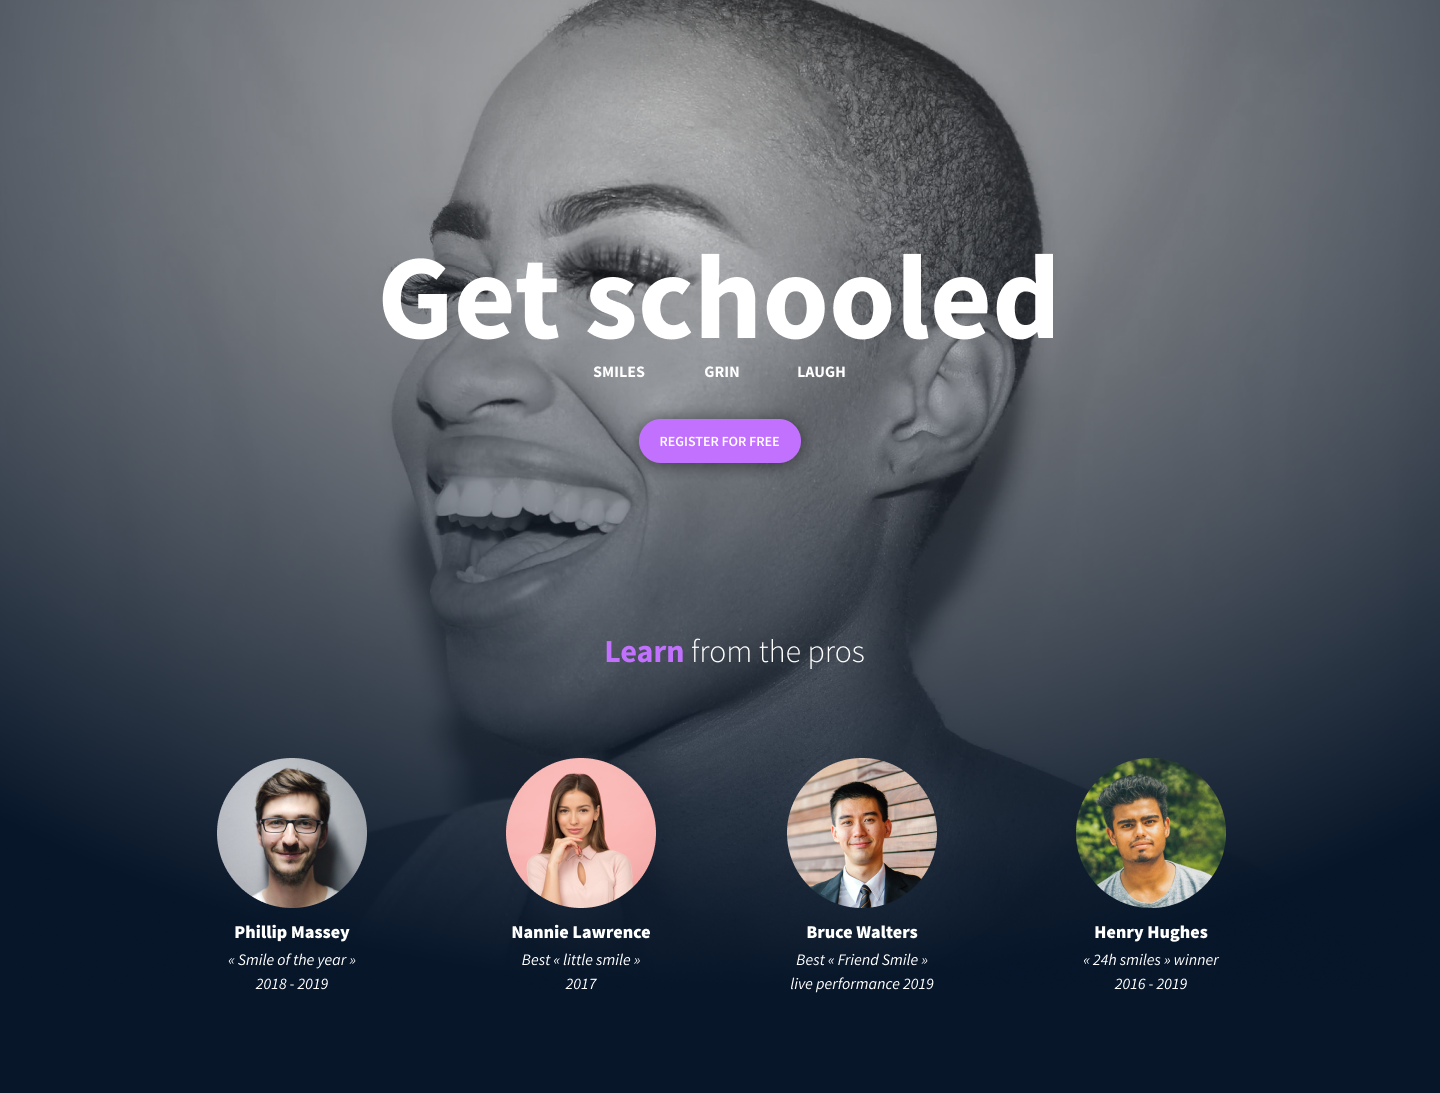 Get schooled
SMILES GRIN LAUGH
REGISTER FOR FREE
Learn from the pros
Phillip Massey
« Smile of the year »
2018 - 2019
Nannie Lawrence
Best « little smile »
2017
Bruce Walters
Best « Friend Smile »
live performance 2019
Henry Hughes
« 24h smiles » winner
2016 - 2019